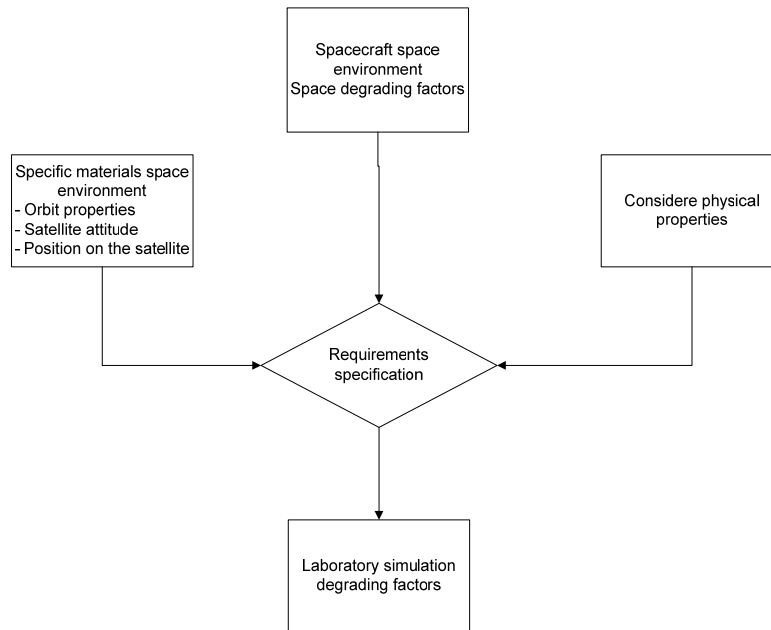 Spacecraft space
environment
Space degrading factors
Specific materials space
environment
- Orbit properties
- Satellite attitude
- Position on the satellite
Considere physical
properties
Requirements
specification
Laboratory simulation
degrading factors